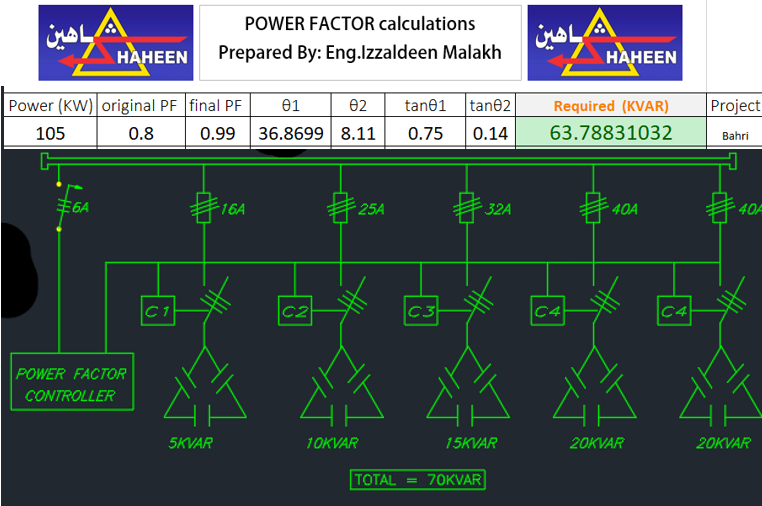 شاهين
HAHEEN
POWER FACTOR calculations
Prepared By: Eng.Izzaldeen Malakh
شاهين
HAHEEN
Power (KW) original PF final PF θ1 θ2 tanθ1 tanθ2 Required (KVAR) Project
105 0.8 0.99 36.8699 8.11 0.75 0.14 63.78831032 Bahri
6A 16A 25A 32A 40A 40A
C1 C2 C3 C4 C4
POWER FACTOR
CONTROLLER
5KVAR 10KVAR 15KVAR 20KVAR 20KVAR
TOTAL = 70KVAR